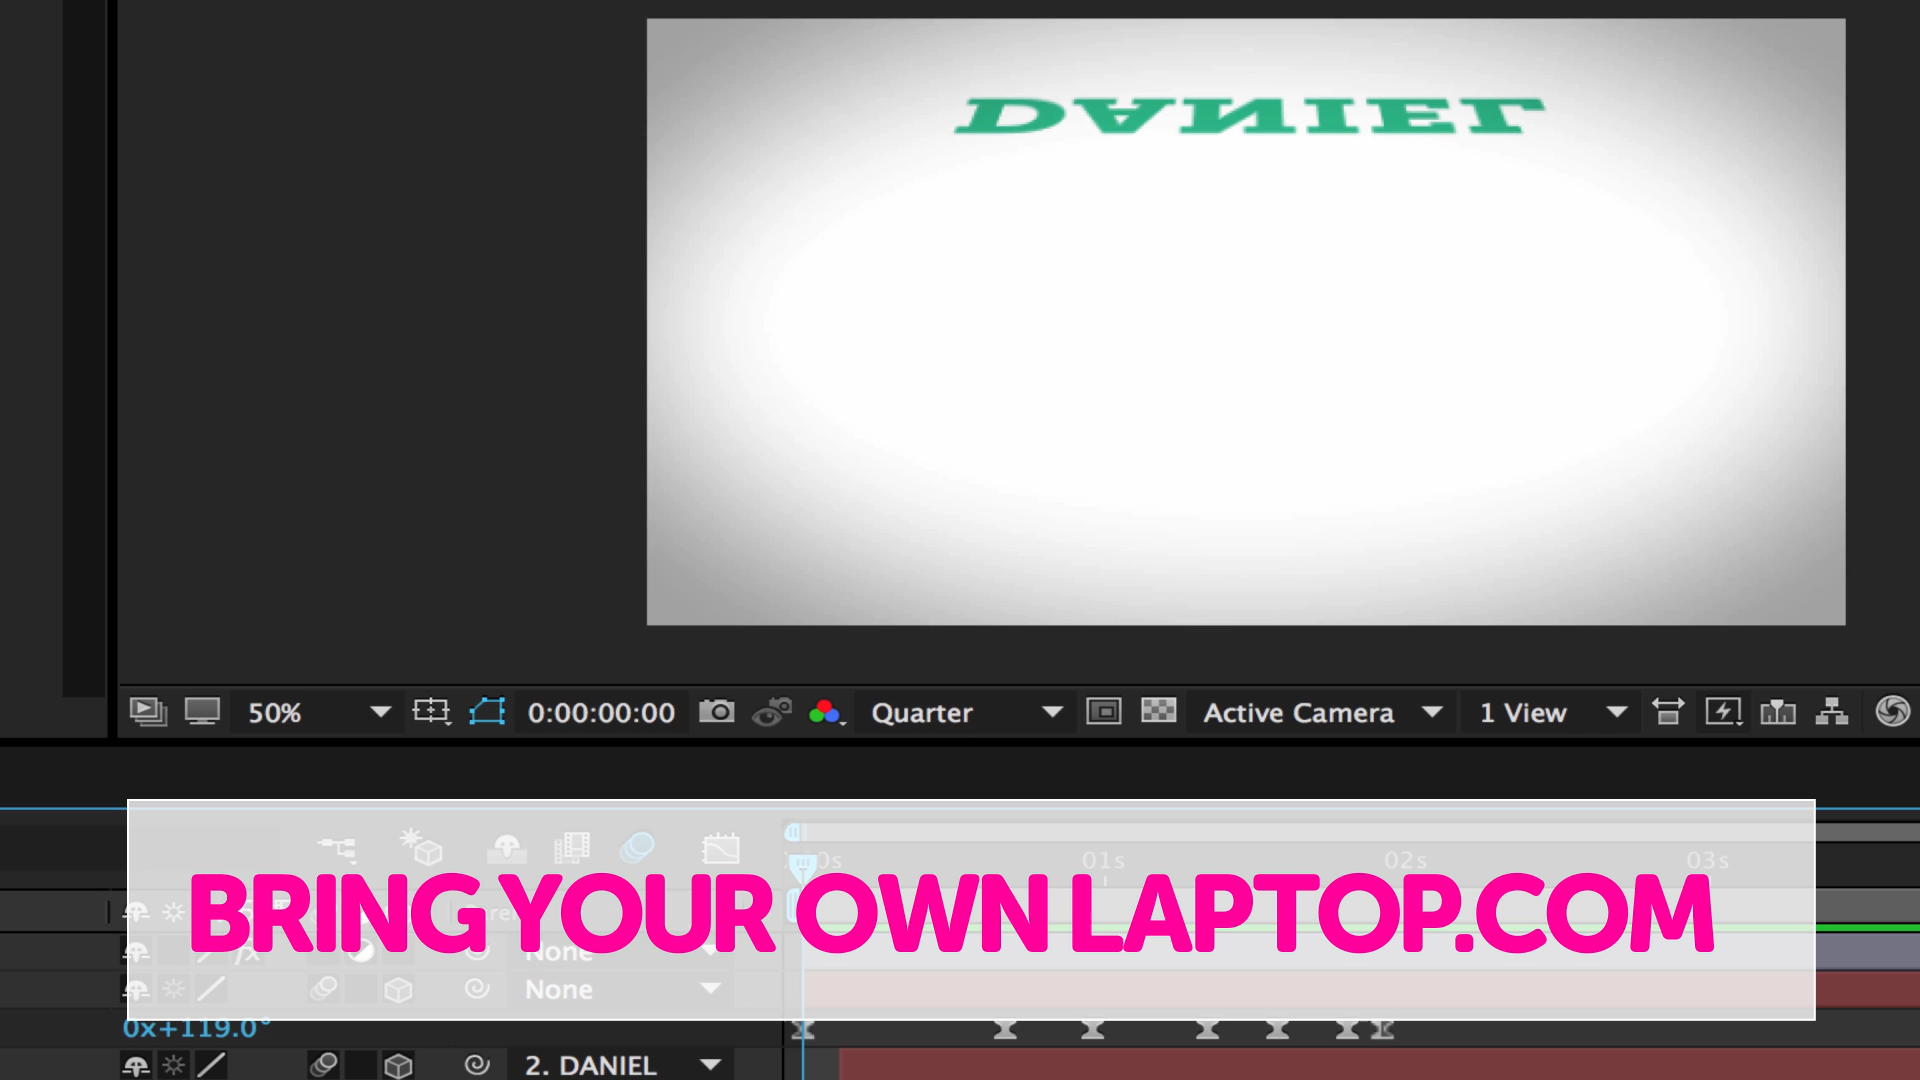 DANIEL
50%
0:00:00:00
Quarter
Active Camera
1 View
01s
02s
03s
BRING YOUR OWN LAPTOP.COM
None
None
0x+119.0°
2. DANIEL